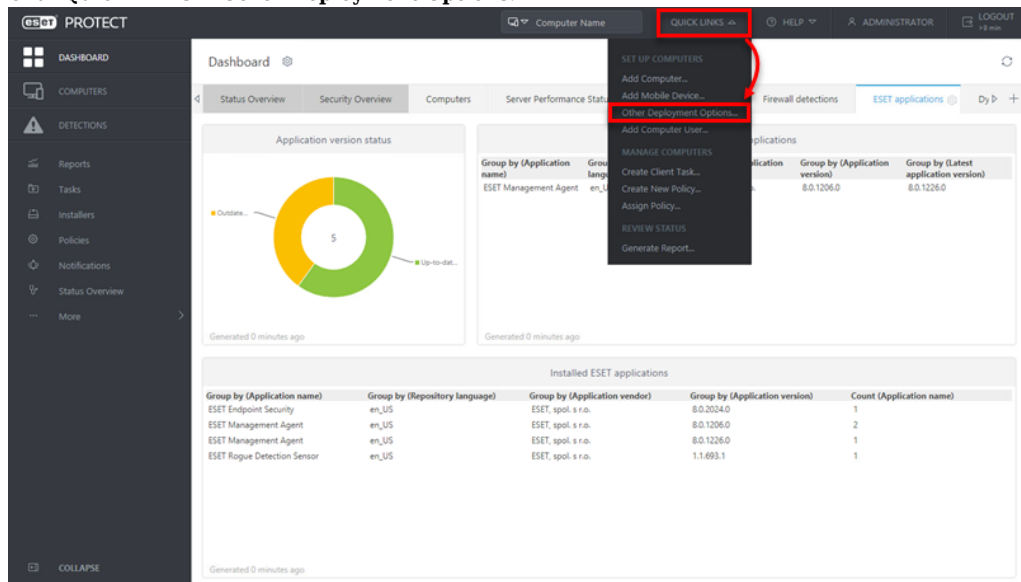 eset PROTECT
Computer Name
QUICK LINKS
HELP
ADMINISTRATOR
LOGOUT
>9 min
DASHBOARD
COMPUTERS
DETECTIONS
Reports
Tasks
Installers
Policies
Notifications
Status Overview
More
COLLAPSE
Dashboard
SET UP COMPUTERS
Add Computer...
Add Mobile Device...
Other Deployment Options...
Add Computer User...
MANAGE COMPUTERS
Create Client Task...
Create New Policy...
Assign Policy...
REVIEW STATUS
Generate Report...
Status Overview
Security Overview
Computers
Server Performance Statu
Firewall detections
ESET applications
Dy
Application version status
Outdate...
5
Up-to-dat...
Generated 0 minutes ago
pplications
Group by (Application name)
Grou
langu
plication
Group by (Application version)
Group by (Latest application version)
ESET Management Agent
en_U
8.0.1206.0
8.0.1226.0
Generated 0 minutes ago
Installed ESET applications
Group by (Application name) Group by (Repository language) Group by (Application vendor) Group by (Application version) Count (Application name)
ESET Endpoint Security en_US ESET, spol. s r.o. 8.0.2024.0 1
ESET Management Agent en_US ESET, spol. s r.o. 8.0.1206.0 2
ESET Management Agent en_US ESET, spol. s r.o. 8.0.1226.0 1
ESET Rogue Detection Sensor en_US ESET, spol. s r.o. 1.1.693.1 1
Generated 0 minutes ago